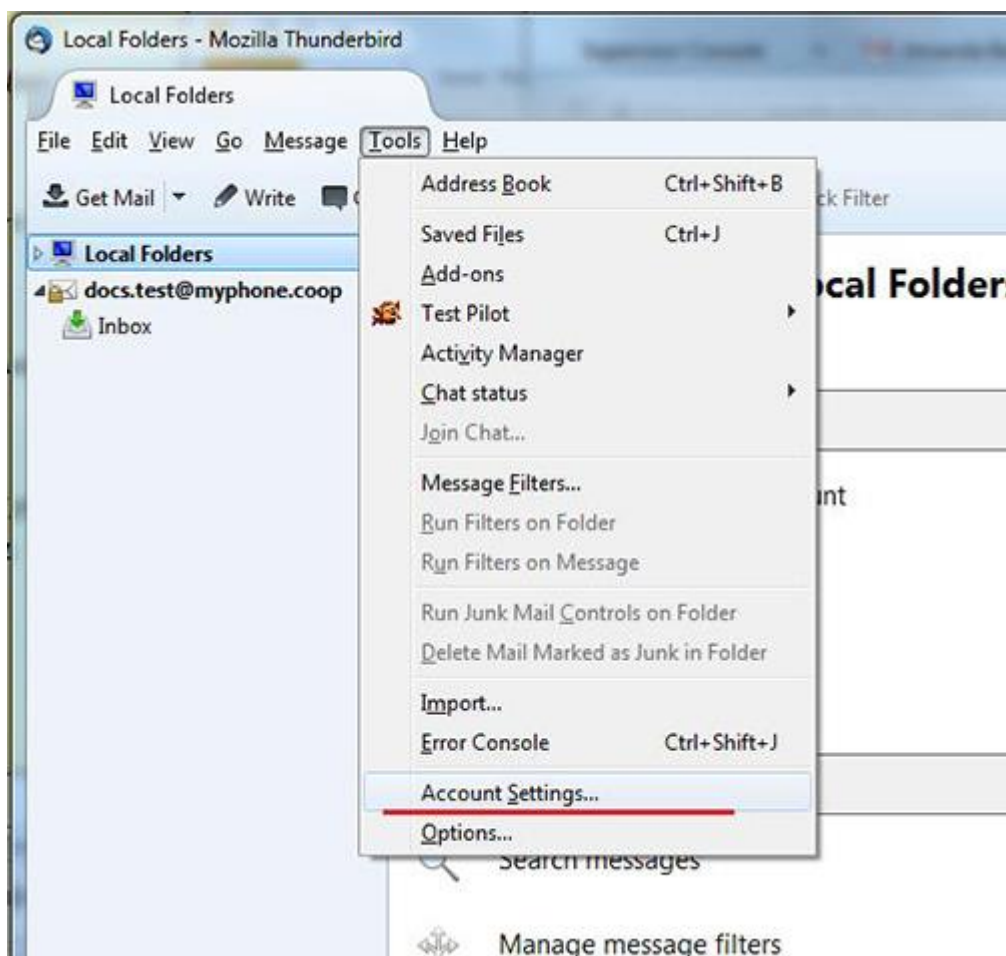 Local Folders - Mozilla Thunderbird
Local Folders
File Edit View Go Message Tools Help
Get Mail Write
Address Book Ctrl+Shift+B
Saved Files Ctrl+J
Add-ons
Test Pilot
Activity Manager
Chat status
Join Chat...
Message Filters...
Run Filters on Folder
Run Filters on Message
Run Junk Mail Controls on Folder
Delete Mail Marked as Junk in Folder
Import...
Error Console Ctrl+Shift+J
Account Settings...
Options...
ck Filter
Local Folders
docs.test@myphone.coop
Inbox
ocal Folders
unt
Search messages
Manage message filters